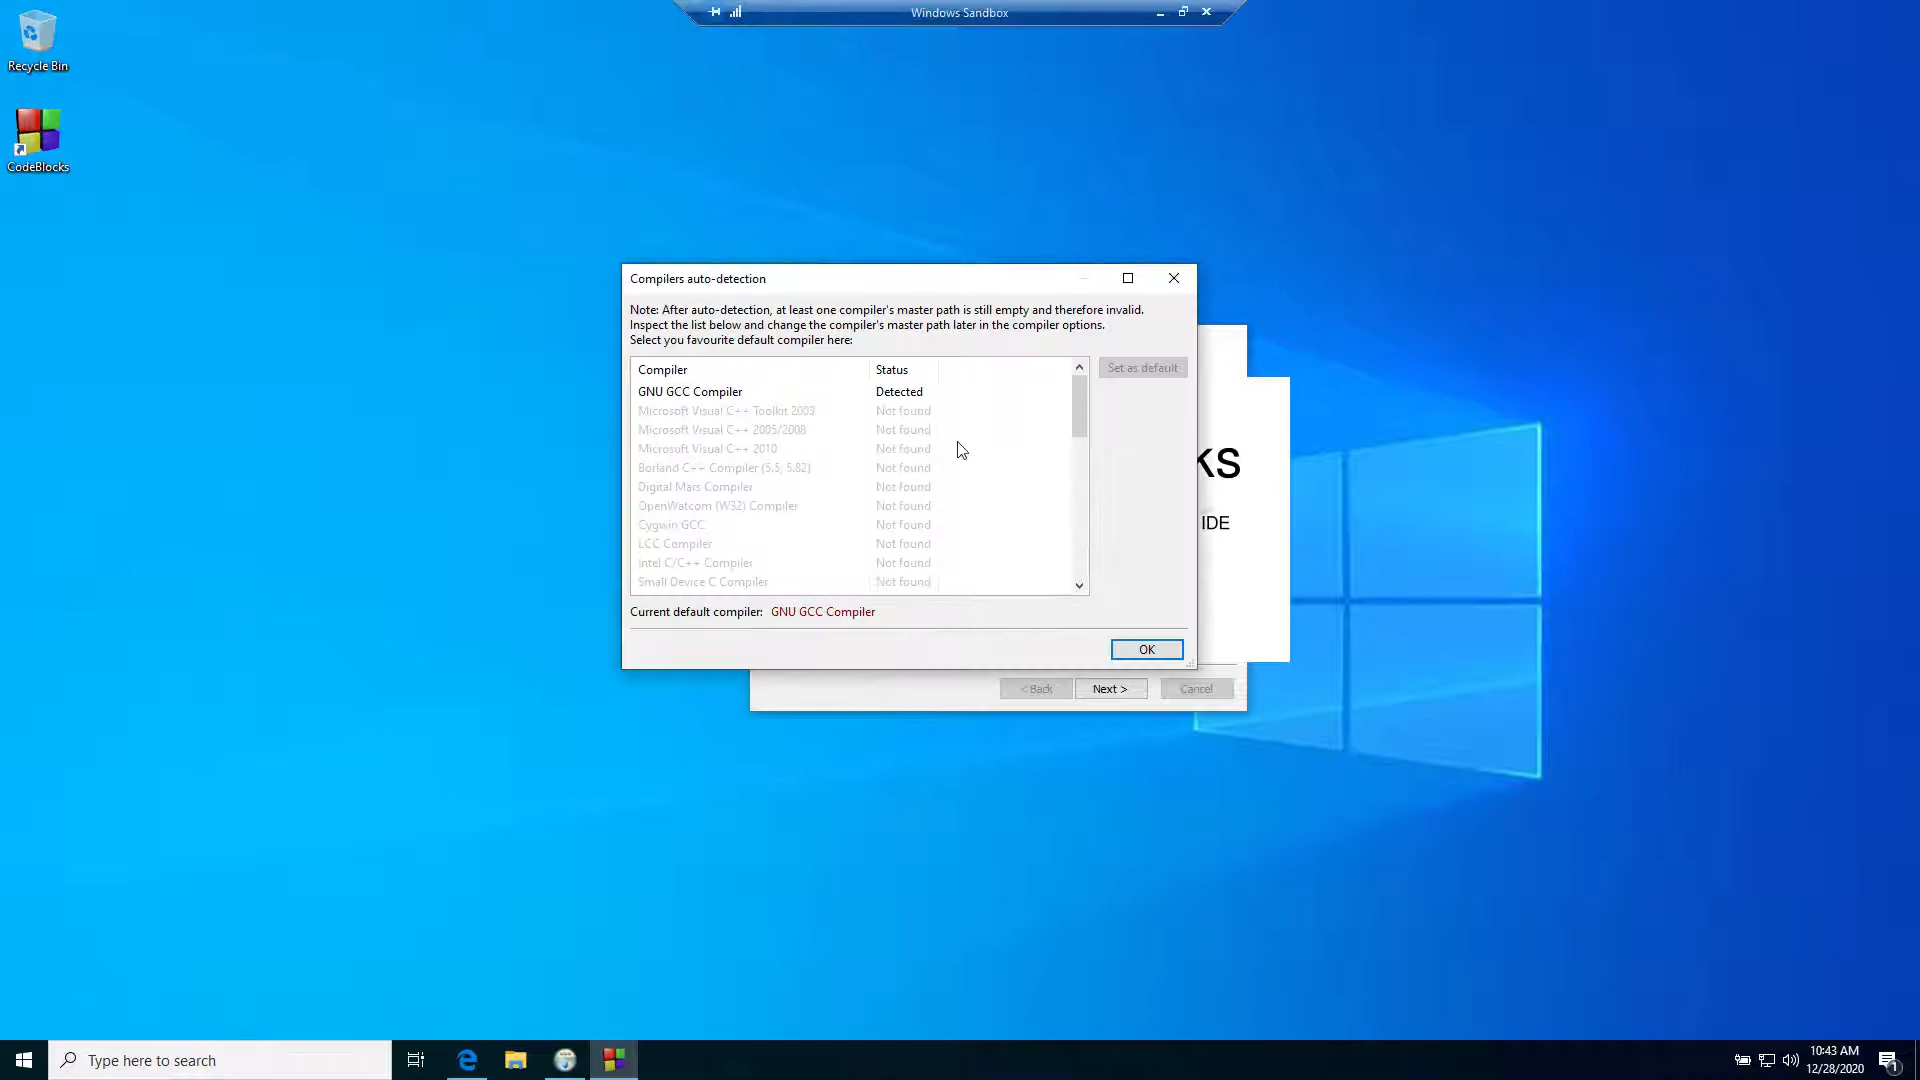 Windows Sandbox
Recycle Bin
CodeBlocks
Compilers auto-detection
Note: After auto-detection, at least one compiler's master path is still empty and therefore invalid.
Inspect the list below and change the compiler's master path later in the compiler options.
Select you favourite default compiler here:
Compiler Status
Set as default
GNU GCC Compiler Detected
Microsoft Visual C++ Toolkit 2003 Not found
Microsoft Visual C++ 2005/2008 Not found
Microsoft Visual C++ 2010 Not found
Borland C++ Compiler (5.5, 5.82) Not found
Digital Mars Compiler Not found
OpenWatcom (W32) Compiler Not found
Cygwin GCC Not found
LCC Compiler Not found
Intel C/C++ Compiler Not found
Small Device C Compiler Not found
Current default compiler: GNU GCC Compiler
OK
ks
IDE
< Back Next > Cancel
Type here to search
10:43 AM
12/28/2020
1